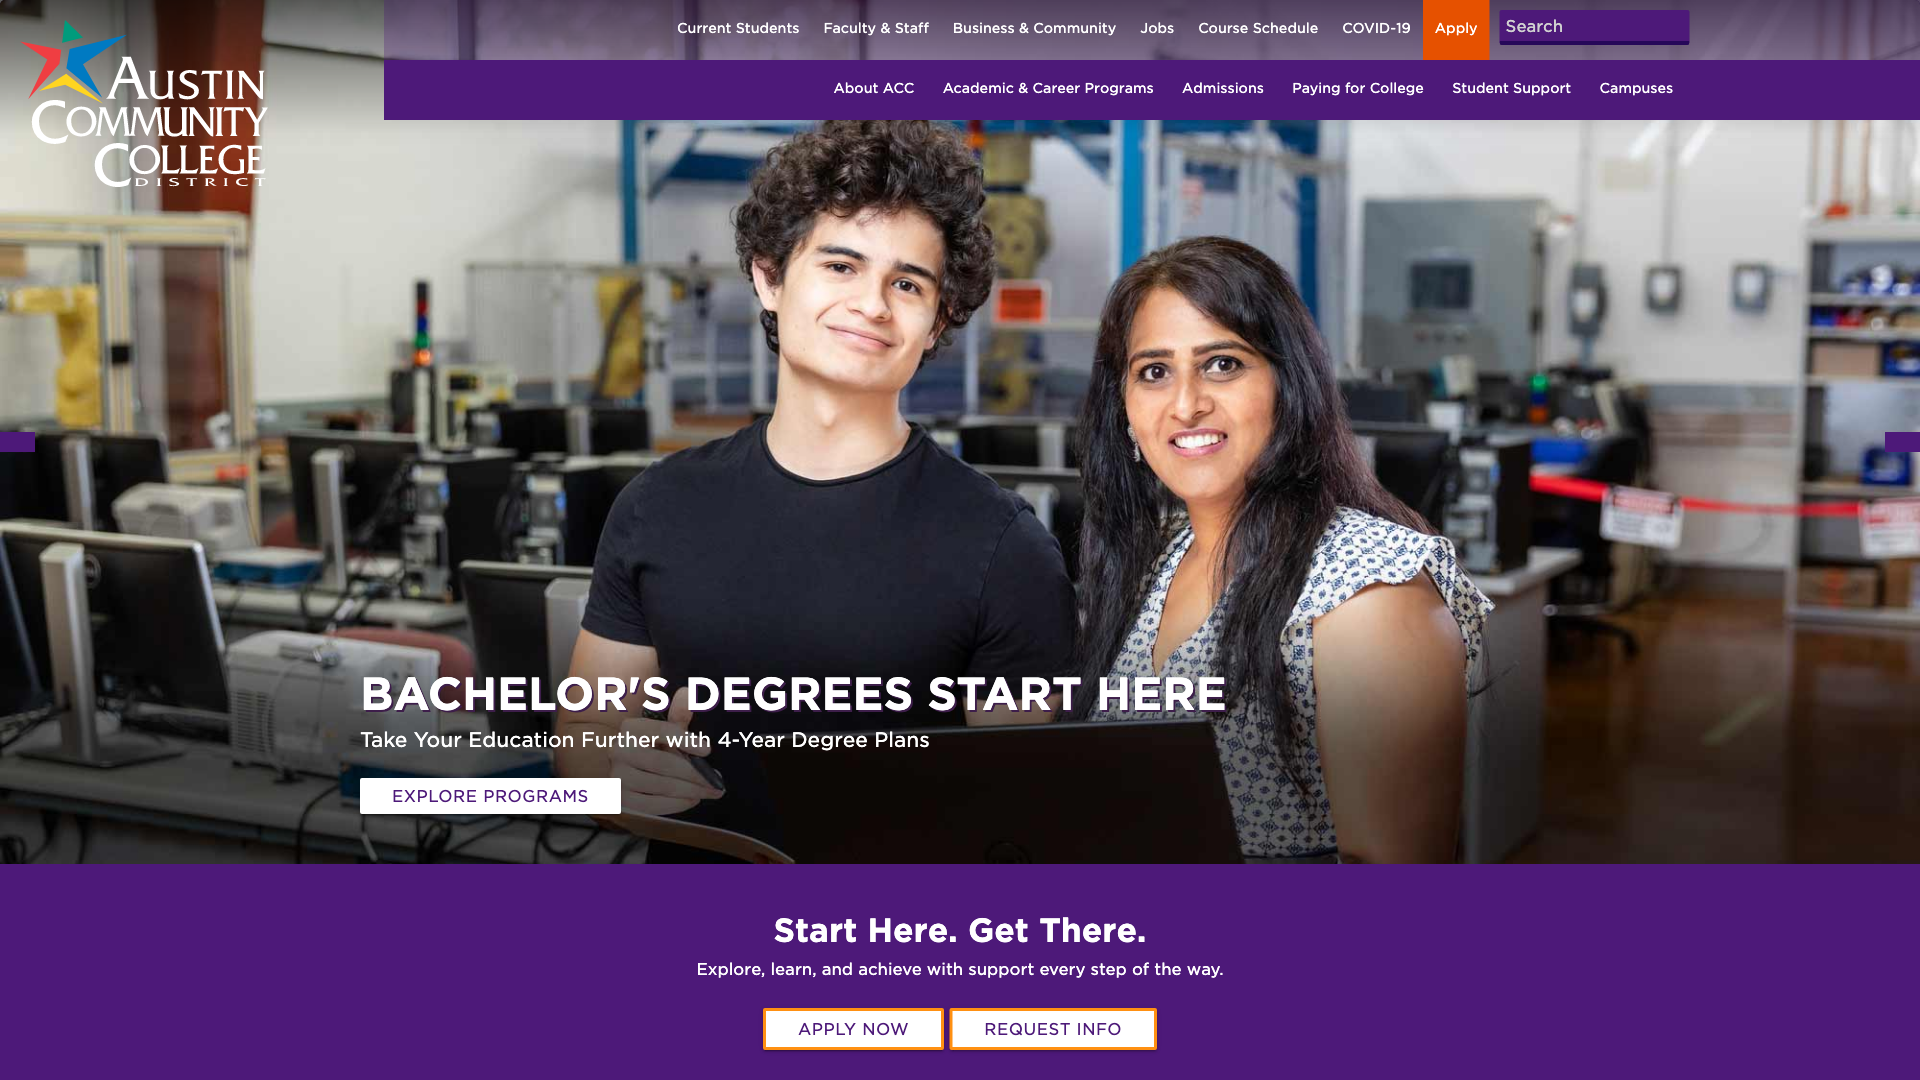 Current Students Faculty & Staff Business & Community Jobs Course Schedule COVID-19 Apply Search
AUSTIN
COMMUNITY
COLLEGE
DISTRICT
About ACC Academic & Career Programs Admissions Paying for College Student Support Campuses
BACHELOR'S DEGREES START HERE
Take Your Education Further with 4-Year Degree Plans
EXPLORE PROGRAMS
Start Here. Get There.
Explore, learn, and achieve with support every step of the way.
APPLY NOW REQUEST INFO